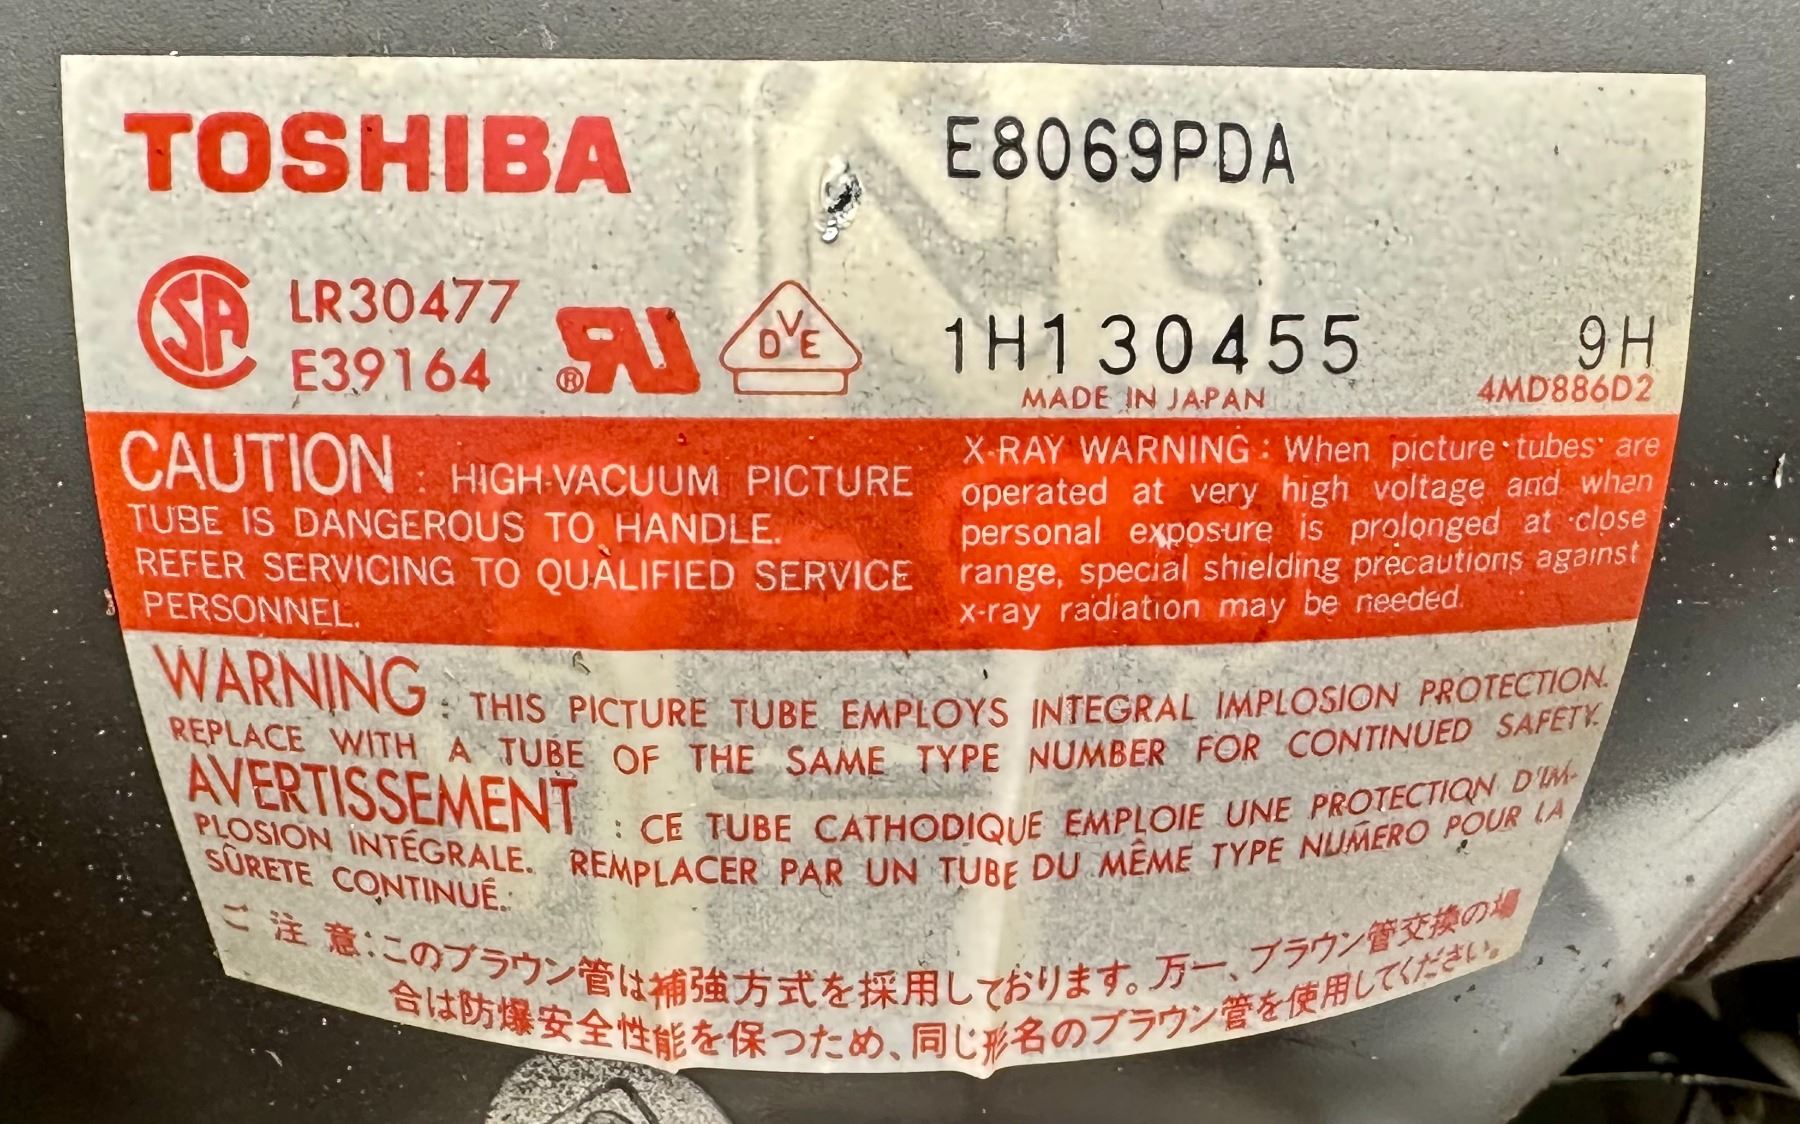 TOSHIBA
E8069PDA
SA LR30477
E39164
® RU
DVE
1H130455 9H
MADE IN JAPAN
4MD886D2
CAUTION : HIGH-VACUUM PICTURE
TUBE IS DANGEROUS TO HANDLE.
REFER SERVICING TO QUALIFIED SERVICE
PERSONNEL.
X-RAY WARNING : When picture tubes are
operated at very high voltage and when
personal exposure is prolonged at close
range, special shielding precautions against
x-ray radiation may be needed.
WARNING : THIS PICTURE TUBE EMPLOYS INTEGRAL IMPLOSION PROTECTION.
REPLACE WITH A TUBE OF THE SAME TYPE NUMBER FOR CONTINUED SAFETY.
AVERTISSEMENT : CE TUBE CATHODIQUE EMPLOIE UNE PROTECTION D'IM-
PLOSION INTÉGRALE. REMPLACER PAR UN TUBE DU MÊME TYPE NUMÉRO POUR LA
SÛRETE CONTINUÉ.
ご注意：このブラウン管は補強方式を採用しております。万一、ブラウン管交換の場
合は防爆安全性能を保つため、同じ形名のブラウン管を使用してください。